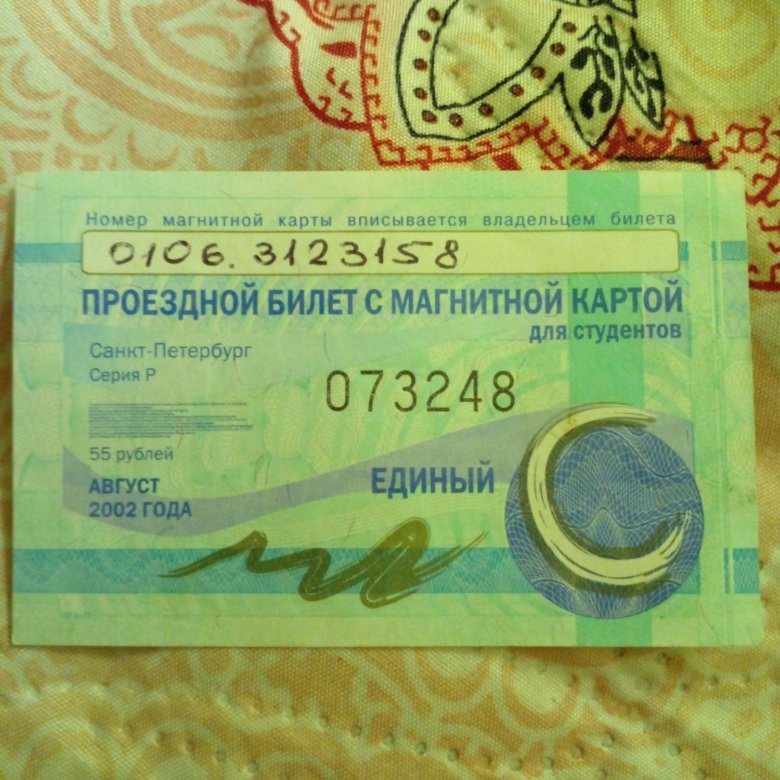 Номер магнитной карты вписывается владельцем билета
0106.3123158
ПРОЕЗДНОЙ БИЛЕТ С МАГНИТНОЙ КАРТОЙ
для студентов
Санкт-Петербург
Серия Р
073248
55 рублей
ЕДИНЫЙ
АВГУСТ
2002 ГОДА